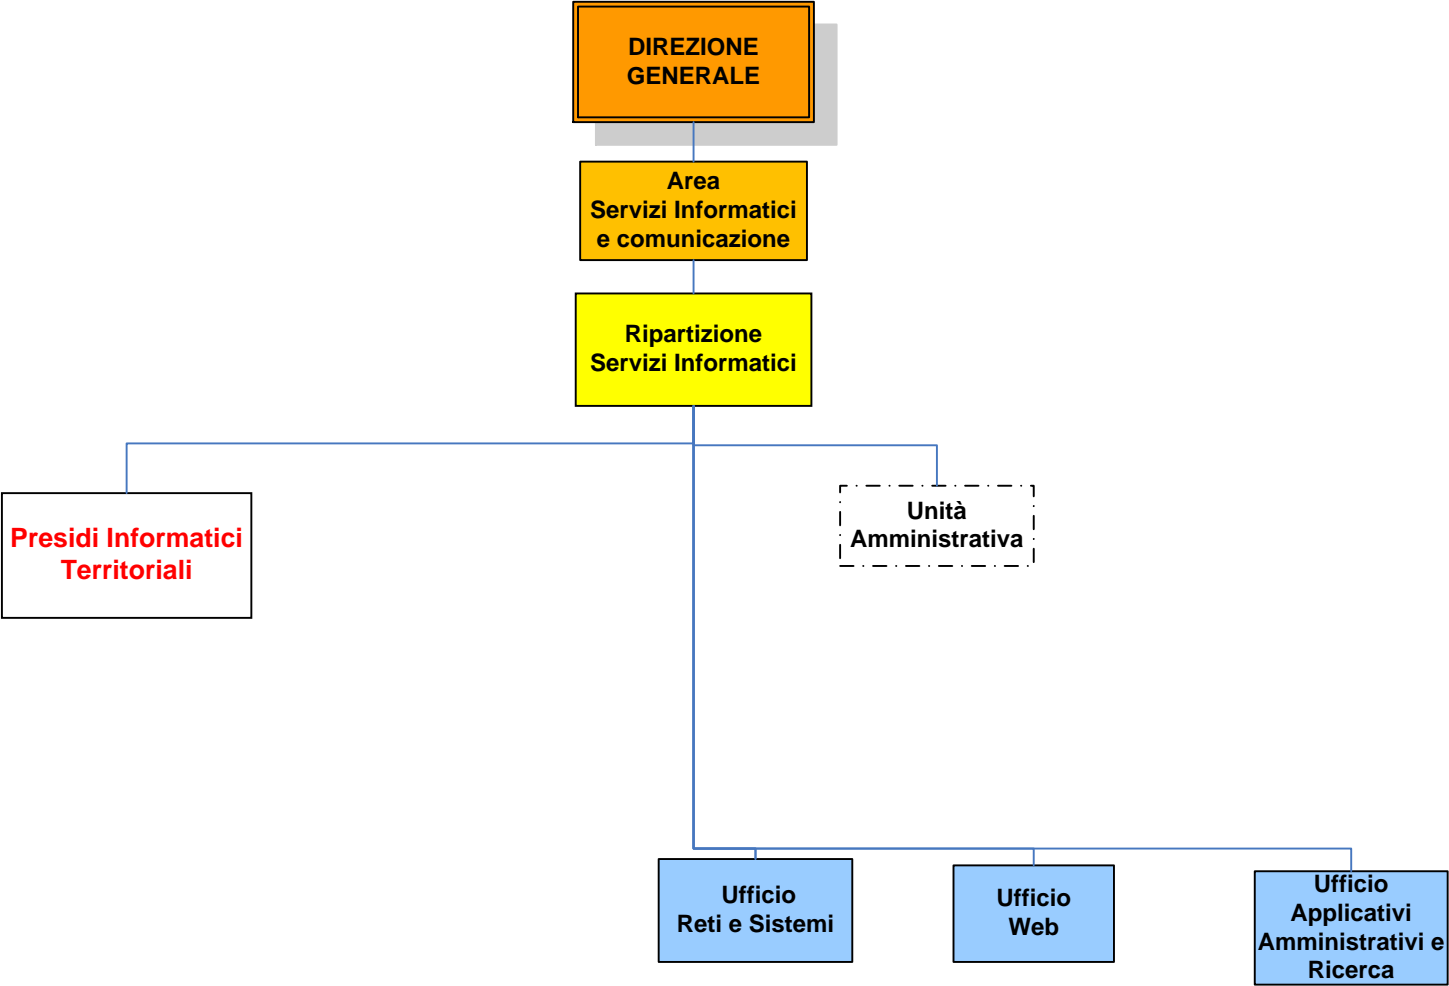 DIREZIONE
GENERALE
Area
Servizi Informatici
e comunicazione
Ripartizione
Servizi Informatici
Presidi Informatici
Territoriali
Unità
Amministrativa
Ufficio
Reti e Sistemi
Ufficio
Web
Ufficio
Applicativi
Amministrativi e
Ricerca